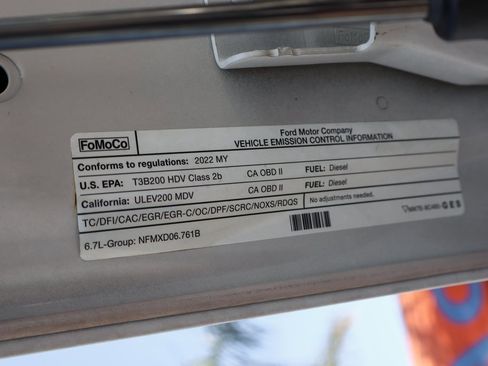 FoMoCo
Ford Motor Company
VEHICLE EMISSION CONTROL INFORMATION
Conforms to regulations: 2022 MY
U.S. EPA: T3B200 HDV Class 2b CA OBD II FUEL: Diesel
California: ULEV200 MDV CA OBD II FUEL: Diesel
TC/DFI/CAC/EGR/EGR-C/OC/DPF/SCRC/NOXS/RDQS
No adjustments needed.
6.7L-Group: NFMXD06.761B
GES